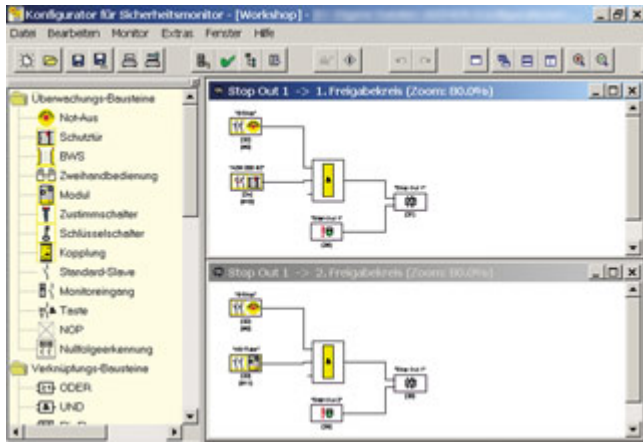 Konfigurator für Sicherheitsmonitor - [Workshop]
Datei Bearbeiten Monitor Extras Fenster Hilfe
Überwachungs-Bausteine
Not-Aus
Schutztür
BWS
Zweihandbedienung
Modul
Zustimmschalter
Schlüsselschalter
Kopplung
Standard-Slave
Monitoreingang
Taste
NOP
Nullfolgeerkennung
Verknüpfungs-Bausteine
ODER
UND
Stop Out 1 -> 1. Freigabekreis (Zoom: 80.0%)
&
Stop Out 1 -> 2. Freigabekreis (Zoom: 80.0%)
&